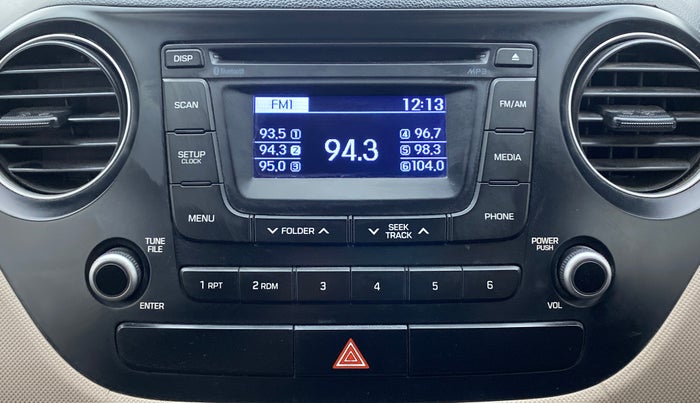 DISP
Bluetooth
MP3
SCAN
FM1 12:13
FM/AM
93.5 1
94.3 2
95.0 3
94.3
4 96.7
5 98.3
6 104.0
SETUP
CLOCK
MEDIA
MENU
FOLDER
SEEK
TRACK
PHONE
TUNE
FILE
POWER
PUSH
1 RPT
2 RDM
3
4
5
6
ENTER
VOL